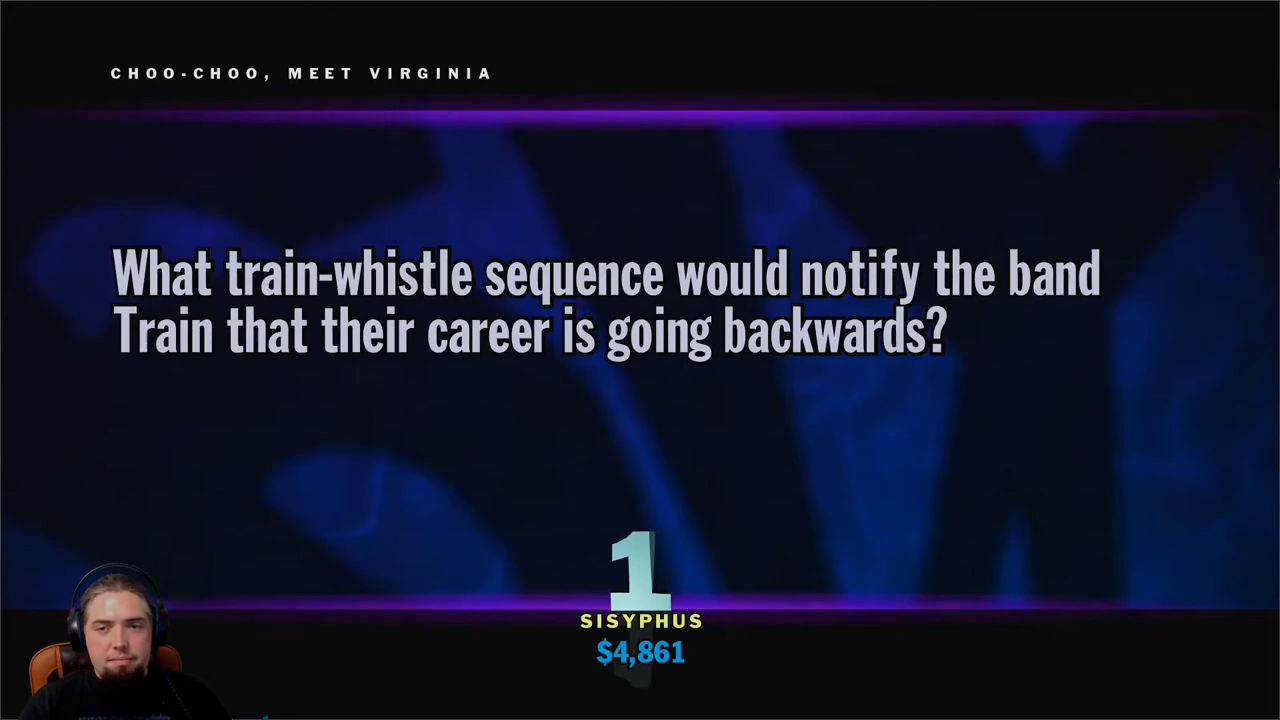 CHOO-CHOO, MEET VIRGINIA
What train-whistle sequence would notify the band
Train that their career is going backwards?
1
SISYPHUS
$4,861